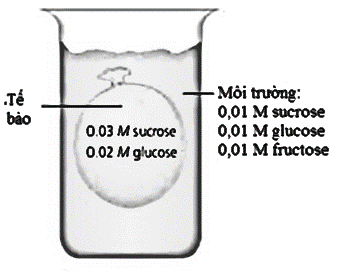 .Tế
bào
0.03 M sucrose
0.02 M glucose
Môi trường:
0,01 M sucrose
0,01 M glucose
0,01 M fructose